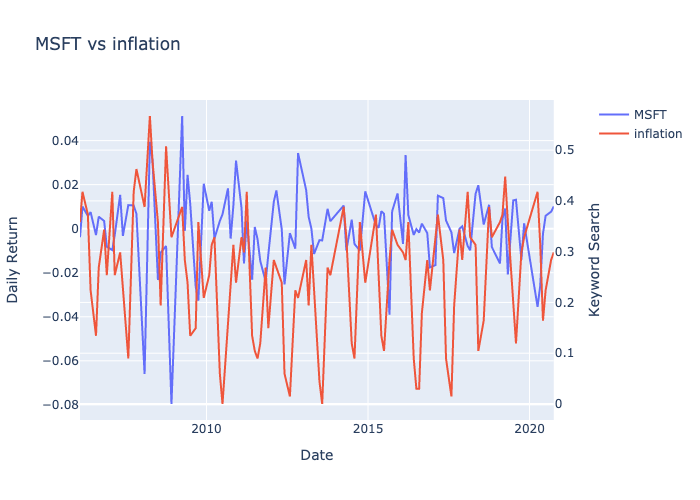 MSFT vs inflation
MSFT
inflation
0.04
0.02
0
−0.02
−0.04
−0.06
−0.08
0.5
0.4
0.3
0.2
0.1
0
2010
2015
2020
Date
Daily Return
Keyword Search